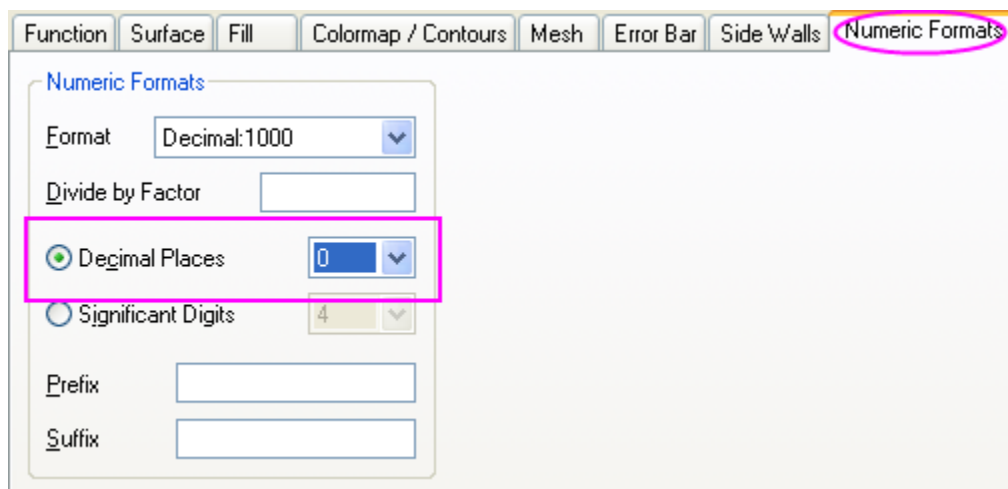 Function Surface Fill Colormap / Contours Mesh Error Bar Side Walls Numeric Formats
Numeric Formats
Format Decimal:1000
Divide by Factor
Decimal Places 0
Significant Digits 4
Prefix
Suffix